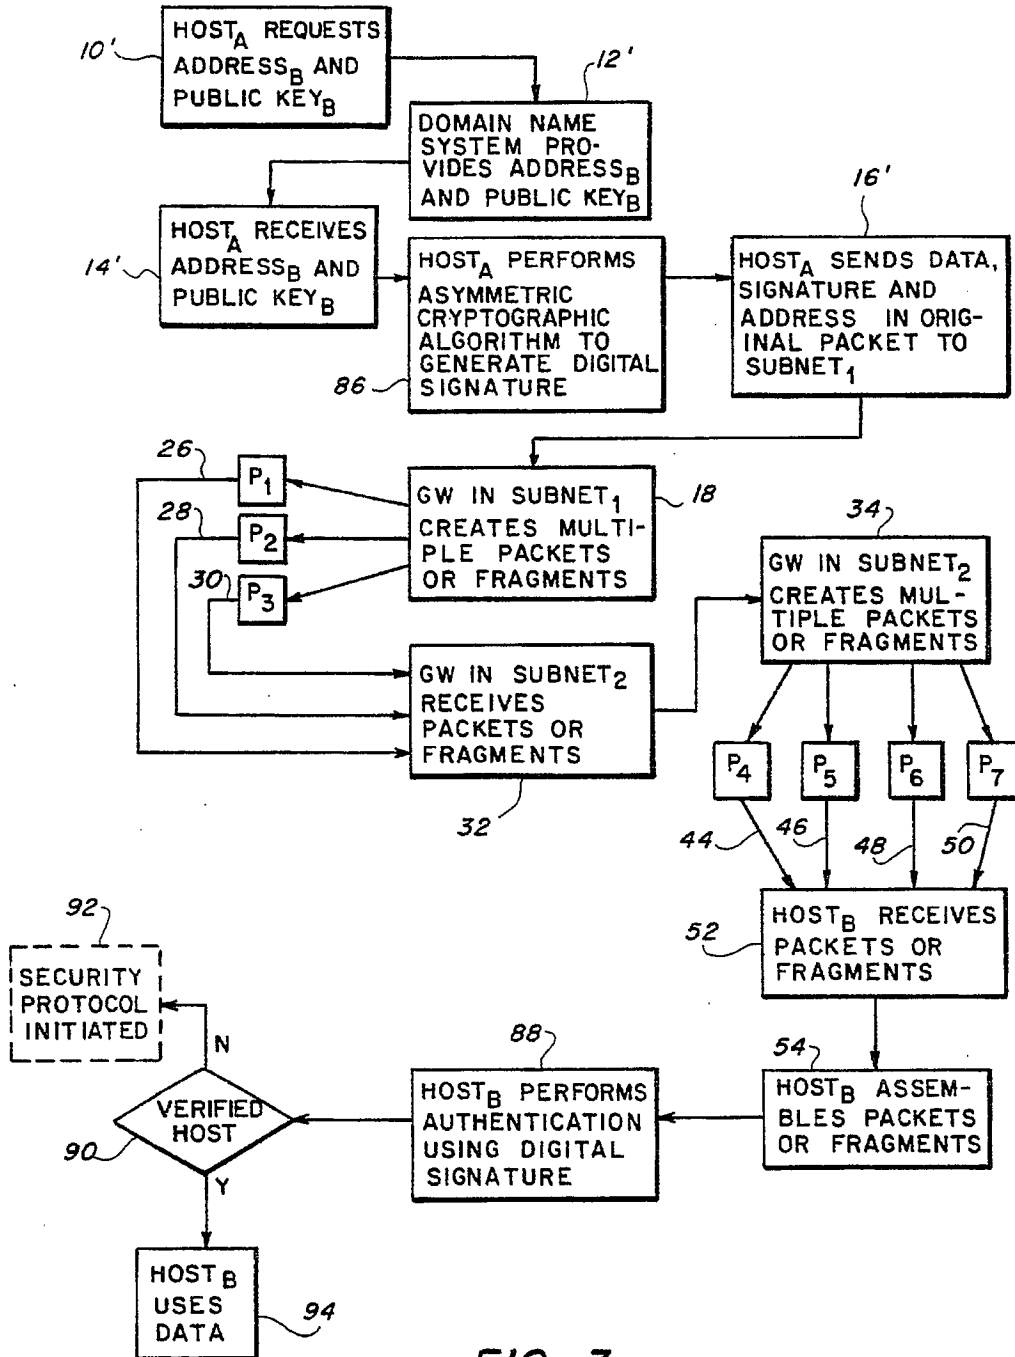 10'
HOSTA REQUESTS
ADDRESSB AND
PUBLIC KEYB
12'
DOMAIN NAME
SYSTEM PRO-
VIDES ADDRESSB
AND PUBLIC KEYB
14'
HOSTA RECEIVES
ADDRESSB AND
PUBLIC KEYB
86
HOSTA PERFORMS
ASYMMETRIC
CRYPTOGRAPHIC
ALGORITHM TO
GENERATE DIGITAL
SIGNATURE
16'
HOSTA SENDS DATA,
SIGNATURE AND
ADDRESS IN ORIG-
INAL PACKET TO
SUBNET1
18
GW IN SUBNET1
CREATES MULTI-
PLE PACKETS
OR FRAGMENTS
26
P1
28
P2
30
P3
GW IN SUBNET2
RECEIVES
PACKETS OR
FRAGMENTS
32
34
GW IN SUBNET2
CREATES MUL-
TIPLE PACKETS
OR FRAGMENTS
P4
P5
P6
P7
44
46
48
50
52
HOSTB RECEIVES
PACKETS OR
FRAGMENTS
54
HOSTB ASSEM-
BLES PACKETS
OR FRAGMENTS
88
HOSTB PERFORMS
AUTHENTICATION
USING DIGITAL
SIGNATURE
90
VERIFIED
HOST
N
Y
92
SECURITY
PROTOCOL
INITIATED
HOSTB
USES
DATA
94